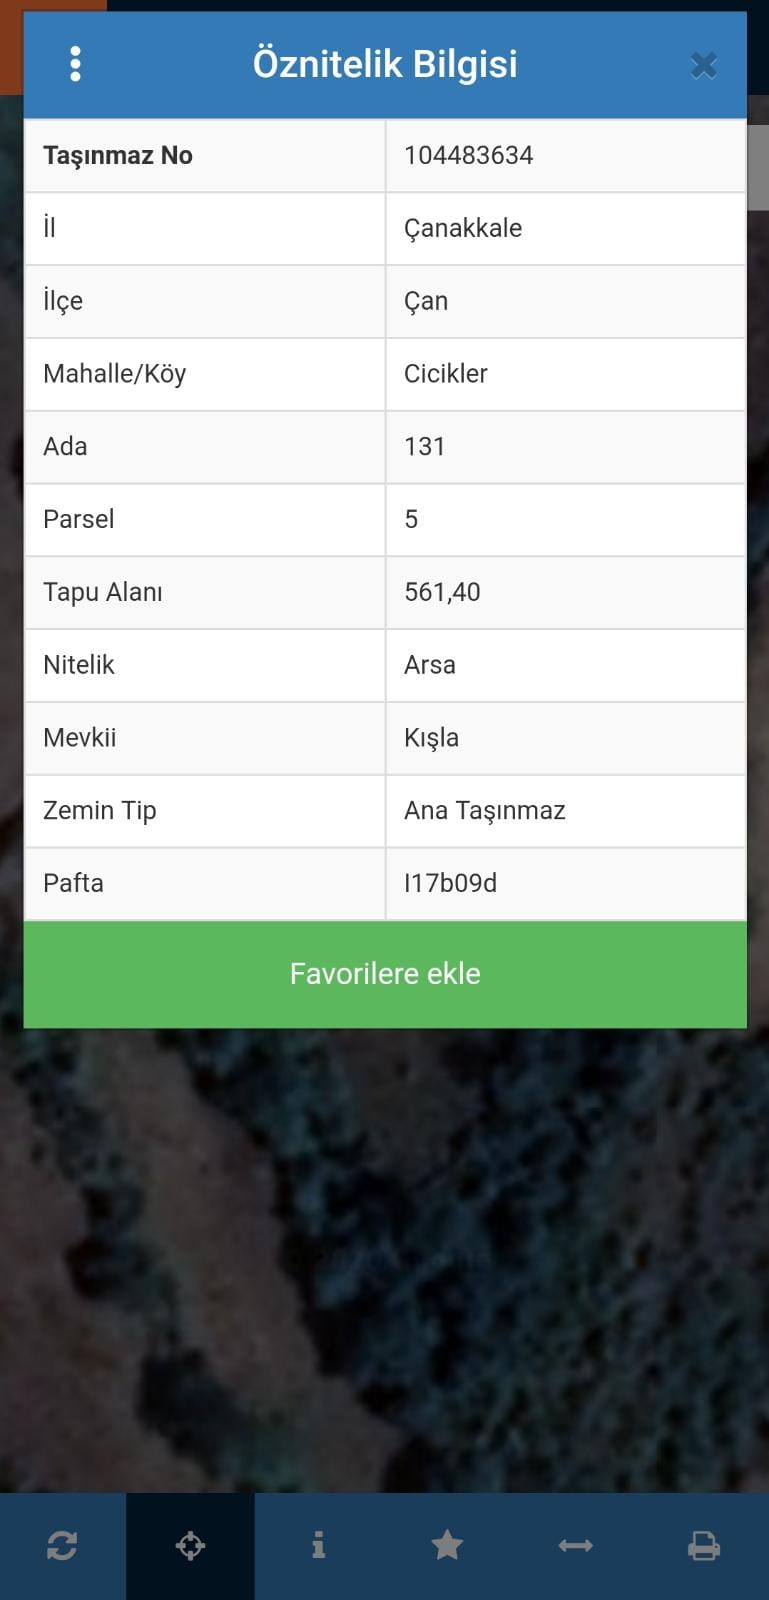 Öznitelik Bilgisi
Taşınmaz No 104483634
İl Çanakkale
İlçe Çan
Mahalle/Köy Cicikler
Ada 131
Parsel 5
Tapu Alanı 561,40
Nitelik Arsa
Mevkii Kışla
Zemin Tip Ana Taşınmaz
Pafta I17b09d
Favorilere ekle